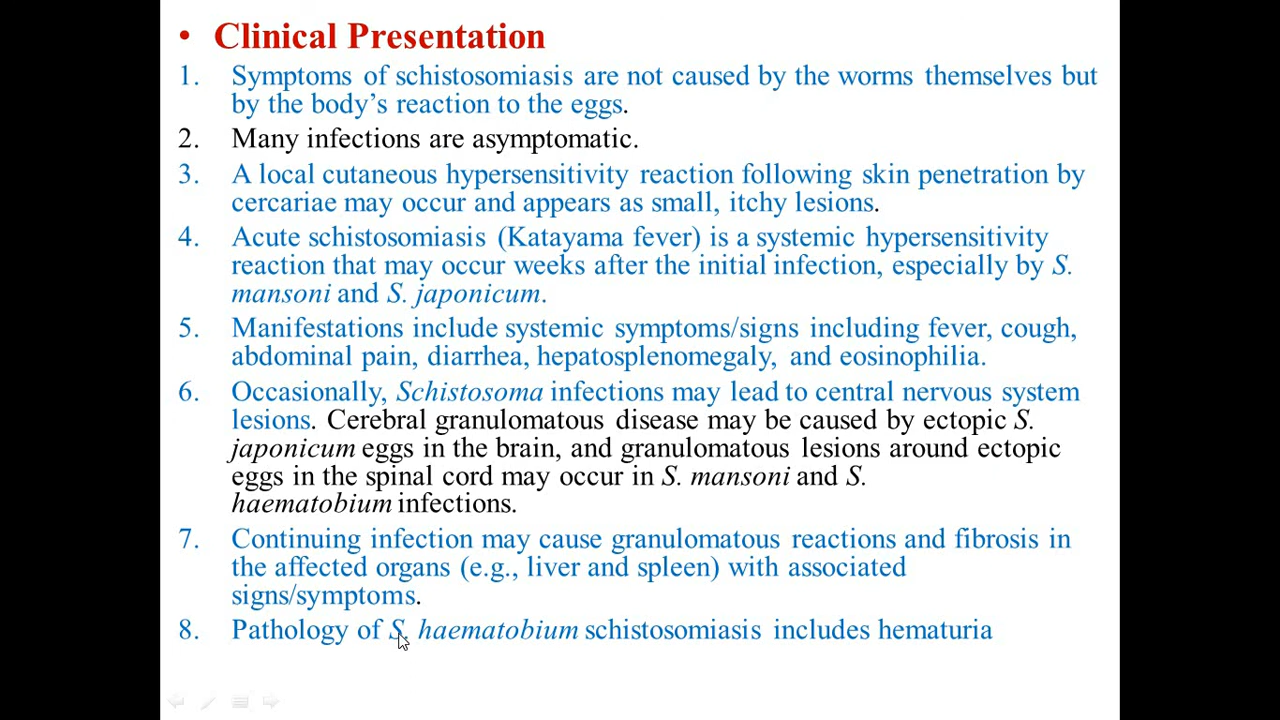 • Clinical Presentation
1. Symptoms of schistosomiasis are not caused by the worms themselves but
by the body's reaction to the eggs.
2. Many infections are asymptomatic.
3. A local cutaneous hypersensitivity reaction following skin penetration by
cercariae may occur and appears as small, itchy lesions.
4. Acute schistosomiasis (Katayama fever) is a systemic hypersensitivity
reaction that may occur weeks after the initial infection, especially by S.
mansoni and S. japonicum.
5. Manifestations include systemic symptoms/signs including fever, cough,
abdominal pain, diarrhea, hepatosplenomegaly, and eosinophilia.
6. Occasionally, Schistosoma infections may lead to central nervous system
lesions. Cerebral granulomatous disease may be caused by ectopic S.
japonicum eggs in the brain, and granulomatous lesions around ectopic
eggs in the spinal cord may occur in S. mansoni and S.
haematobium infections.
7. Continuing infection may cause granulomatous reactions and fibrosis in
the affected organs (e.g., liver and spleen) with associated
signs/symptoms.
8. Pathology of S. haematobium schistosomiasis includes hematuria